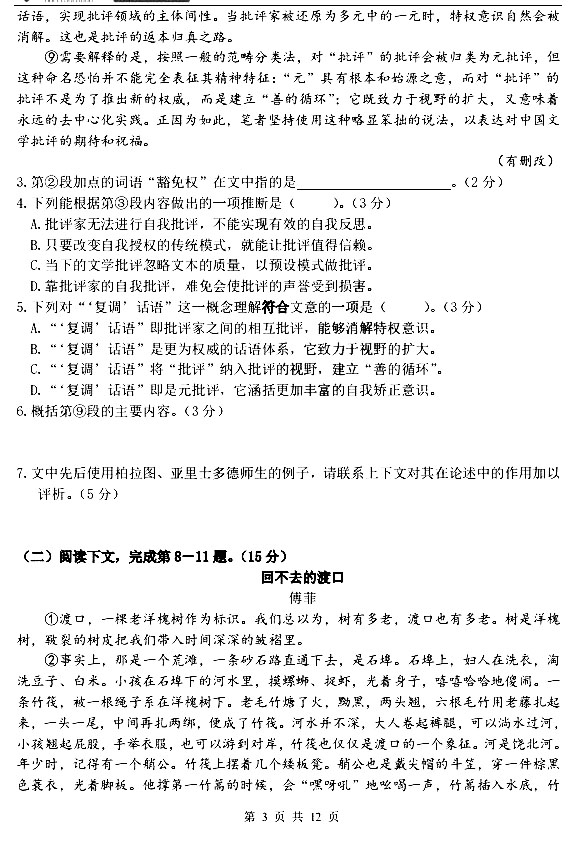 话语，实现批评领域的主体间性。当批评家被还原为多元中的一元时，特权意识自然会被
消解。这也是批评的返本归真之路。
⑨需要解释的是，按照一般的范畴分类法，对“批评”的批评会被归类为元批评，但
这种命名恐怕并不能完全表征其精神特征：“元”具有根本和始源之意，而对“批评”的
批评不是为了推出新的权威，而是建立“善的循环”；它既致力于视野的扩大，又意味着
永远的去中心化实践。正因为如此，笔者坚持使用这种略显笨拙的说法，以表达对中国文
学批评的期待和祝福。
（有删改）
3.第②段加点的词语“豁免权”在文中指的是____________________。（2分）
4.下列能根据第③段内容做出的一项推断是（　　）。（3分）
A.批评家无法进行自我批评，不能实现有效的自我反思。
B.只要改变自我授权的传统模式，就能让批评值得信赖。
C.当下的文学批评忽略文本的质量，以预设模式做批评。
D.靠批评家的自我批评，难免会使批评的声誉受到损害。
5.下列对“‘复调’话语”这一概念理解符合文意的一项是（　　）。（3分）
A.“‘复调’话语”即批评家之间的相互批评，能够消解特权意识。
B.“‘复调’话语”是更为权威的话语体系，它致力于视野的扩大。
C.“‘复调’话语”将“批评”纳入批评的视野，建立“善的循环”。
D.“‘复调’话语”即是元批评，它涵括更加丰富的自我矫正意识。
6.概括第⑨段的主要内容。（3分）
7.文中先后使用柏拉图、亚里士多德师生的例子，请联系上下文对其在论述中的作用加以
评析。（5分）
（二）阅读下文，完成第8－11题。（15分）
回不去的渡口
傅菲
①渡口，一棵老洋槐树作为标识。我们总以为，树有多老，渡口也有多老。树是洋槐
树，皲裂的树皮把我们带入时间深深的皱褶里。
②事实上，那是一个荒滩，一条砂石路直通下去，是石埠。石埠上，妇人在洗衣，淘
洗豆子、白米。小孩在石埠下的河水里，摸螺蛳、捉虾，光着身子，嘻嘻哈哈地傻闹。一
条竹筏，被一根绳子系在洋槐树下。老毛竹煻了火，黝黑，两头翘，六根毛竹用老藤扎起
来，一头一尾，中间再扎两绑，便成了竹筏。河水并不深，大人卷起裤腿，可以淌水过河，
小孩翘起屁股，手举衣服，也可以游到对岸，竹筏也仅仅是渡口的一个象征。河是饶北河。
年少时，记得有一个艄公。竹筏上摆着几个矮板凳。艄公也是戴尖帽的斗笠，穿一件棕黑
色蓑衣，光着脚板。他撑第一竹篙的时候，会“嘿呀吼”地吆喝一声，竹篙插入水底，竹
第 3 页 共 12 页